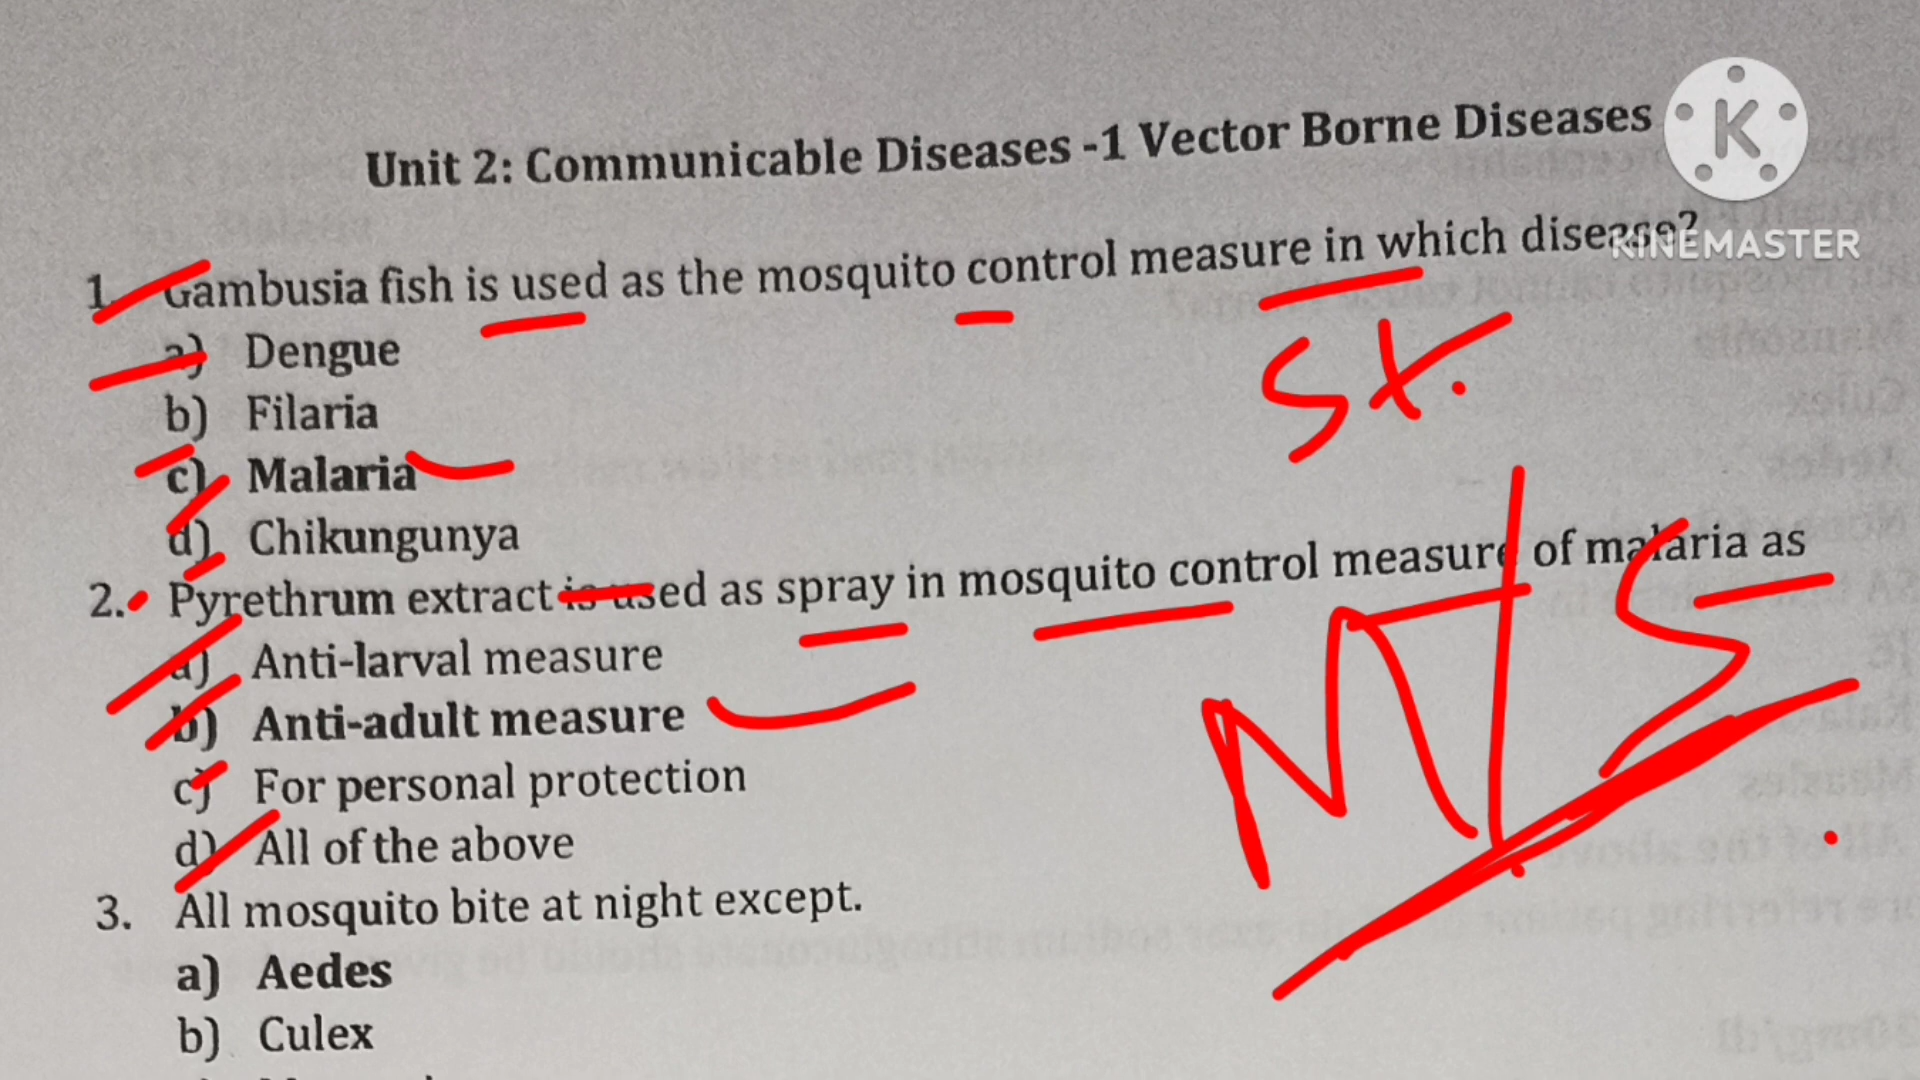 Unit 2: Communicable Diseases -1 Vector Borne Diseases
K
KINEMASTER
1. Gambusia fish is used as the mosquito control measure in which disease?
a) Dengue
St.
b) Filaria
c) Malaria
d) Chikungunya
2. Pyrethrum extract is used as spray in mosquito control measure of malaria as
a) Anti-larval measure
MTS
b) Anti-adult measure
c) For personal protection
d) All of the above
3. All mosquito bite at night except.
a) Aedes
b) Culex